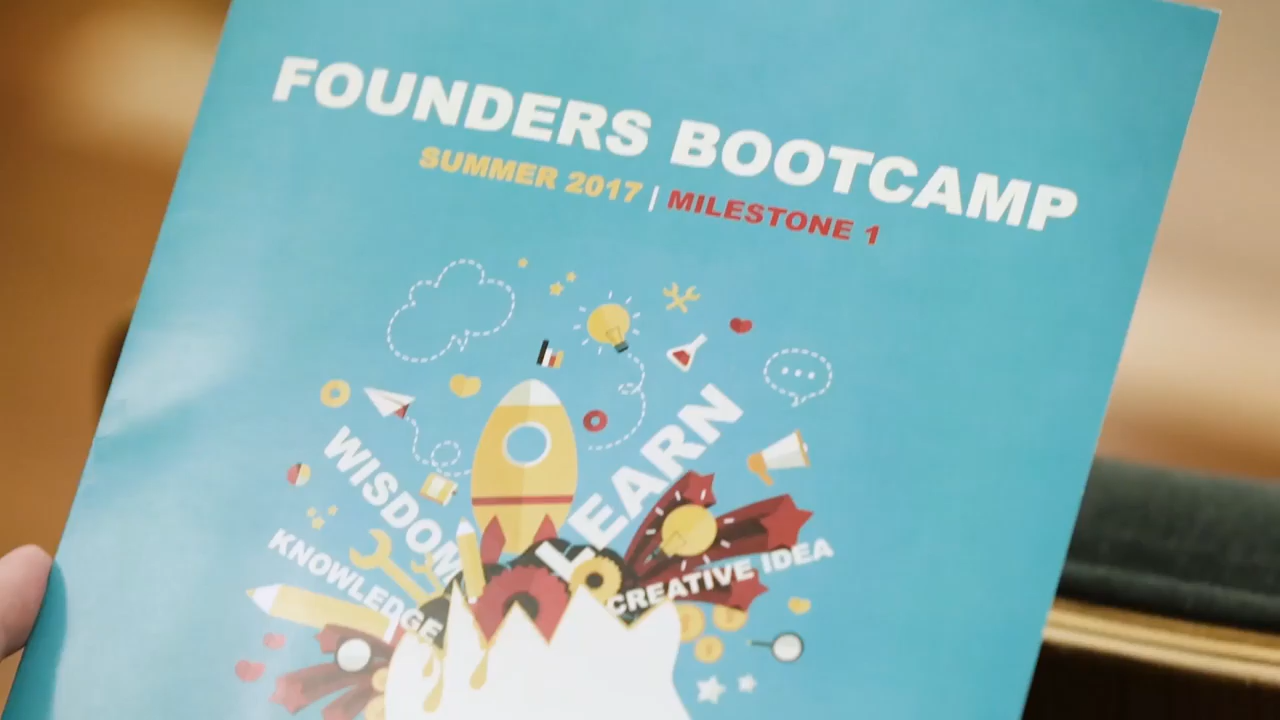 FOUNDERS BOOTCAMP
SUMMER 2017 | MILESTONE 1
LEARN
WISDOM
KNOWLEDGE
CREATIVE IDEA